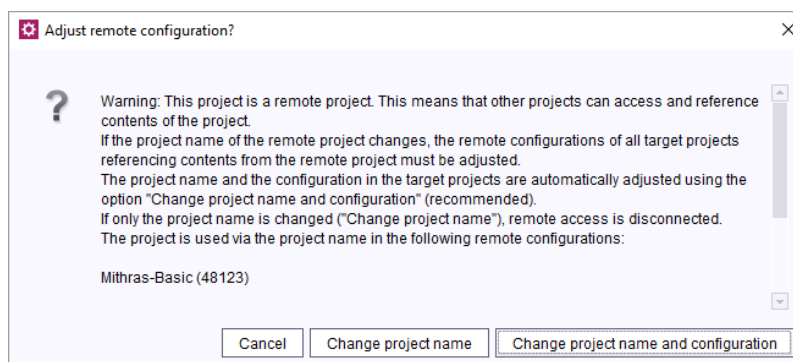 Adjust remote configuration?
Warning: This project is a remote project. This means that other projects can access and reference
contents of the project.
If the project name of the remote project changes, the remote configurations of all target projects
referencing contents from the remote project must be adjusted.
The project name and the configuration in the target projects are automatically adjusted using the
option "Change project name and configuration" (recommended).
If only the project name is changed ("Change project name"), remote access is disconnected.
The project is used via the project name in the following remote configurations:
Mithras-Basic (48123)
Cancel
Change project name
Change project name and configuration